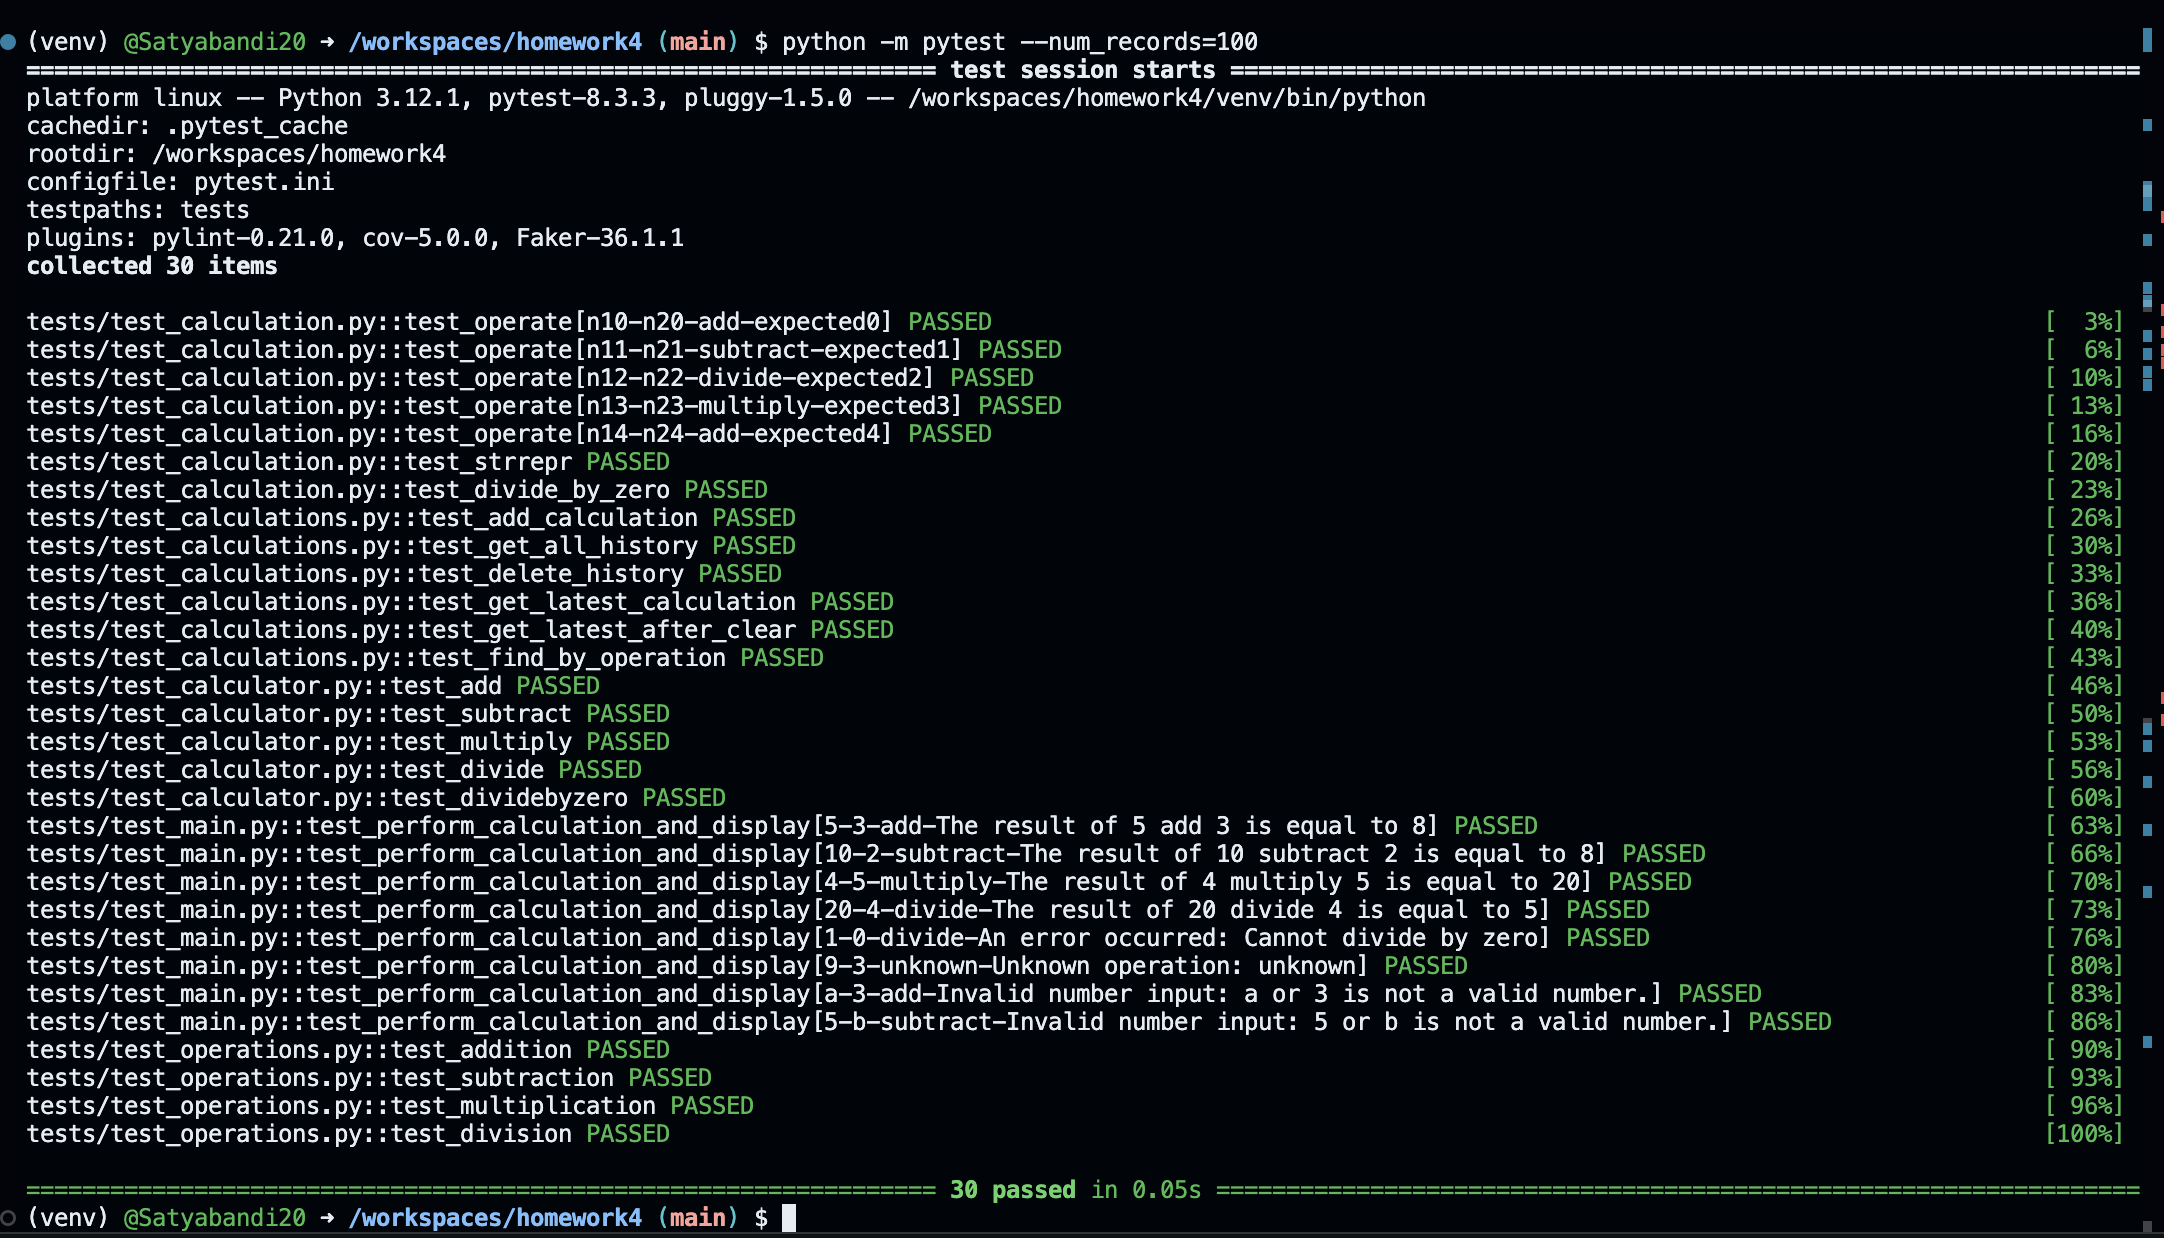 (venv) @Satyabandi20 → /workspaces/homework4 (main) $ python -m pytest --num_records=100
================================================================= test session starts =================================================================
platform linux -- Python 3.12.1, pytest-8.3.3, pluggy-1.5.0 -- /workspaces/homework4/venv/bin/python
cachedir: .pytest_cache
rootdir: /workspaces/homework4
configfile: pytest.ini
testpaths: tests
plugins: pylint-0.21.0, cov-5.0.0, Faker-36.1.1
collected 30 items
tests/test_calculation.py::test_operate[n10-n20-add-expected0] PASSED [  3%]
tests/test_calculation.py::test_operate[n11-n21-subtract-expected1] PASSED [  6%]
tests/test_calculation.py::test_operate[n12-n22-divide-expected2] PASSED [ 10%]
tests/test_calculation.py::test_operate[n13-n23-multiply-expected3] PASSED [ 13%]
tests/test_calculation.py::test_operate[n14-n24-add-expected4] PASSED [ 16%]
tests/test_calculation.py::test_strrepr PASSED [ 20%]
tests/test_calculation.py::test_divide_by_zero PASSED [ 23%]
tests/test_calculations.py::test_add_calculation PASSED [ 26%]
tests/test_calculations.py::test_get_all_history PASSED [ 30%]
tests/test_calculations.py::test_delete_history PASSED [ 33%]
tests/test_calculations.py::test_get_latest_calculation PASSED [ 36%]
tests/test_calculations.py::test_get_latest_after_clear PASSED [ 40%]
tests/test_calculations.py::test_find_by_operation PASSED [ 43%]
tests/test_calculator.py::test_add PASSED [ 46%]
tests/test_calculator.py::test_subtract PASSED [ 50%]
tests/test_calculator.py::test_multiply PASSED [ 53%]
tests/test_calculator.py::test_divide PASSED [ 56%]
tests/test_calculator.py::test_dividebyzero PASSED [ 60%]
tests/test_main.py::test_perform_calculation_and_display[5-3-add-The result of 5 add 3 is equal to 8] PASSED [ 63%]
tests/test_main.py::test_perform_calculation_and_display[10-2-subtract-The result of 10 subtract 2 is equal to 8] PASSED [ 66%]
tests/test_main.py::test_perform_calculation_and_display[4-5-multiply-The result of 4 multiply 5 is equal to 20] PASSED [ 70%]
tests/test_main.py::test_perform_calculation_and_display[20-4-divide-The result of 20 divide 4 is equal to 5] PASSED [ 73%]
tests/test_main.py::test_perform_calculation_and_display[1-0-divide-An error occurred: Cannot divide by zero] PASSED [ 76%]
tests/test_main.py::test_perform_calculation_and_display[9-3-unknown-Unknown operation: unknown] PASSED [ 80%]
tests/test_main.py::test_perform_calculation_and_display[a-3-add-Invalid number input: a or 3 is not a valid number.] PASSED [ 83%]
tests/test_main.py::test_perform_calculation_and_display[5-b-subtract-Invalid number input: 5 or b is not a valid number.] PASSED [ 86%]
tests/test_operations.py::test_addition PASSED [ 90%]
tests/test_operations.py::test_subtraction PASSED [ 93%]
tests/test_operations.py::test_multiplication PASSED [ 96%]
tests/test_operations.py::test_division PASSED [100%]
================================================================= 30 passed in 0.05s ==================================================================
(venv) @Satyabandi20 → /workspaces/homework4 (main) $